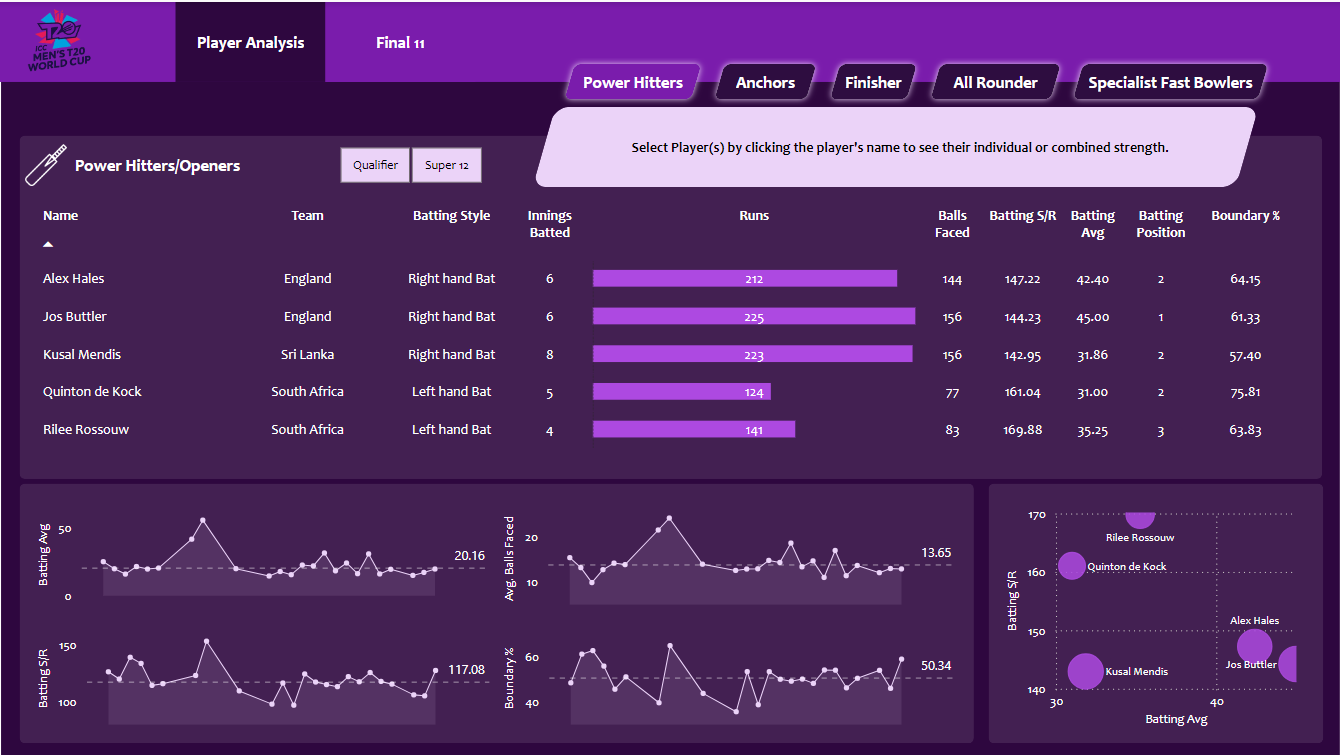 T20
ICC
MEN'S T20
WORLD CUP
Player Analysis
Final 11
Power Hitters
Anchors
Finisher
All Rounder
Specialist Fast Bowlers
Select Player(s) by clicking the player's name to see their individual or combined strength.
Power Hitters/Openers
Qualifier
Super 12
Name Team Batting Style Innings Batted Runs Balls Faced Batting S/R Batting Avg Batting Position Boundary %
Alex Hales England Right hand Bat 6 212 144 147.22 42.40 2 64.15
Jos Buttler England Right hand Bat 6 225 156 144.23 45.00 1 61.33
Kusal Mendis Sri Lanka Right hand Bat 8 223 156 142.95 31.86 2 57.40
Quinton de Kock South Africa Left hand Bat 5 124 77 161.04 31.00 2 75.81
Rilee Rossouw South Africa Left hand Bat 4 141 83 169.88 35.25 3 63.83
Batting Avg
50
0
20.16
Avg. Balls Faced
20
10
13.65
Batting S/R
150
100
117.08
Boundary %
60
40
50.34
Batting S/R
170
160
150
140
Rilee Rossouw
Quinton de Kock
Alex Hales
Jos Buttler
Kusal Mendis
30
40
Batting Avg